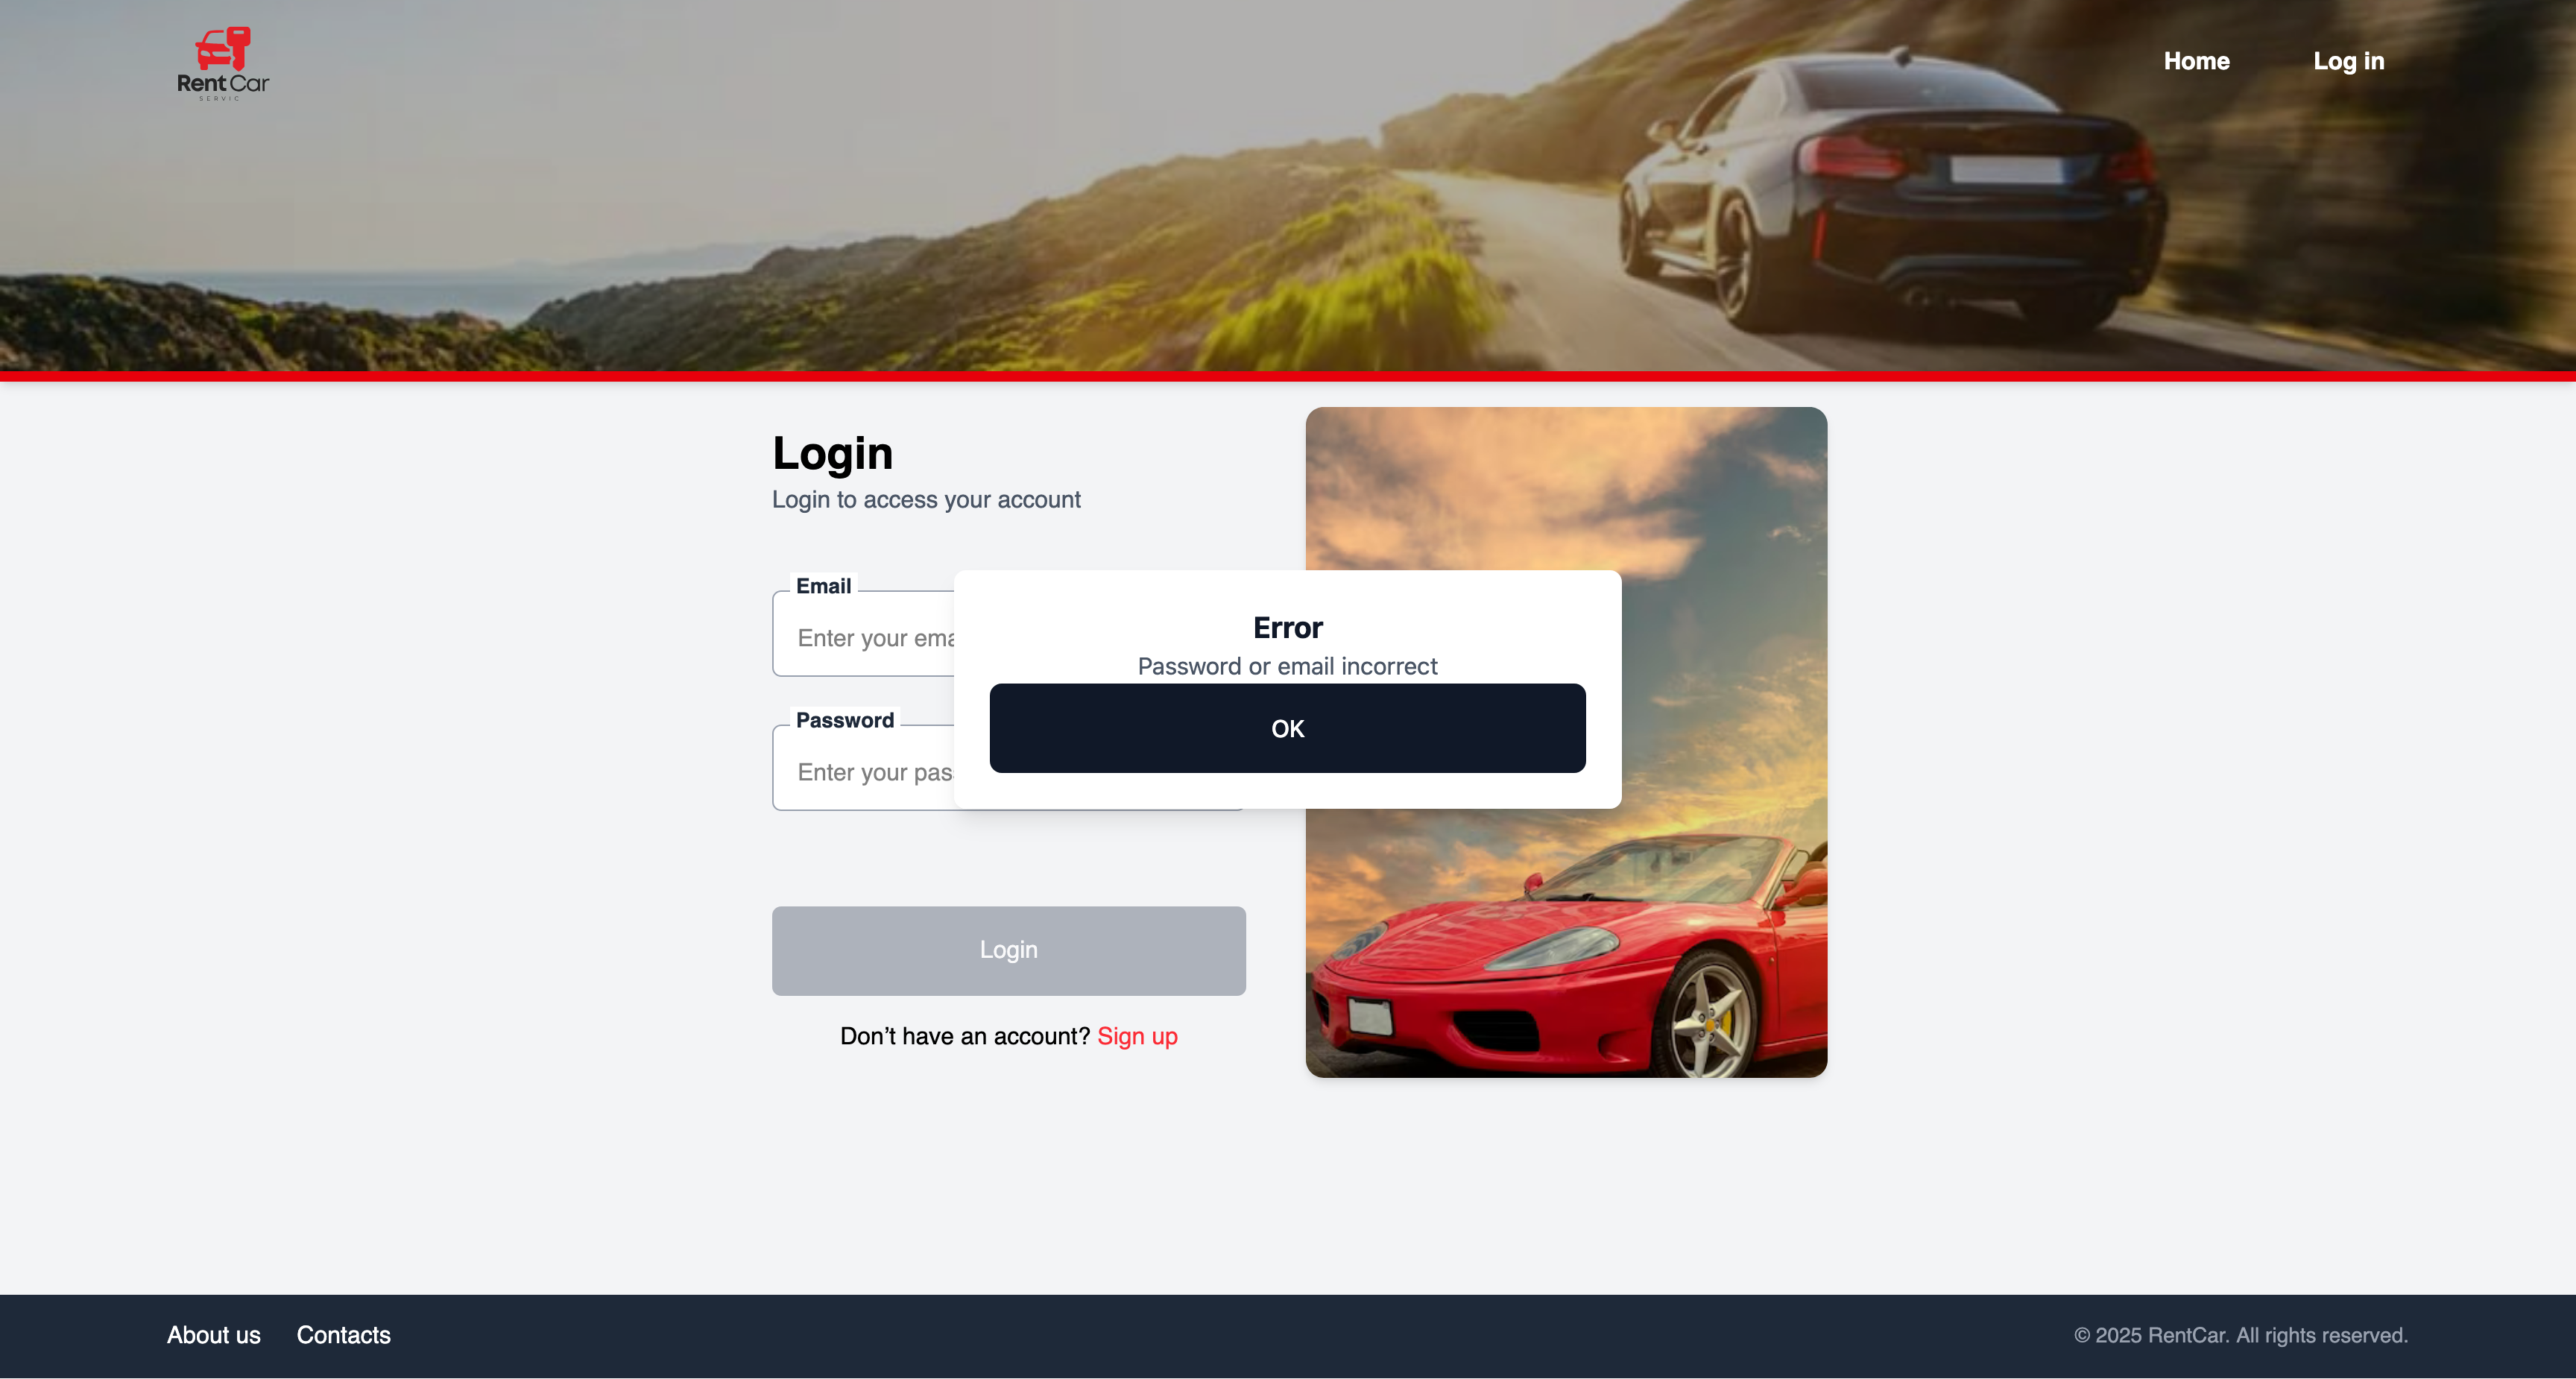 Rent Car
SERVIC
Home
Log in
Login
Login to access your account
Email
Enter your ema
Password
Enter your pas
Error
Password or email incorrect
OK
Login
Don’t have an account? Sign up
About us
Contacts
© 2025 RentCar. All rights reserved.